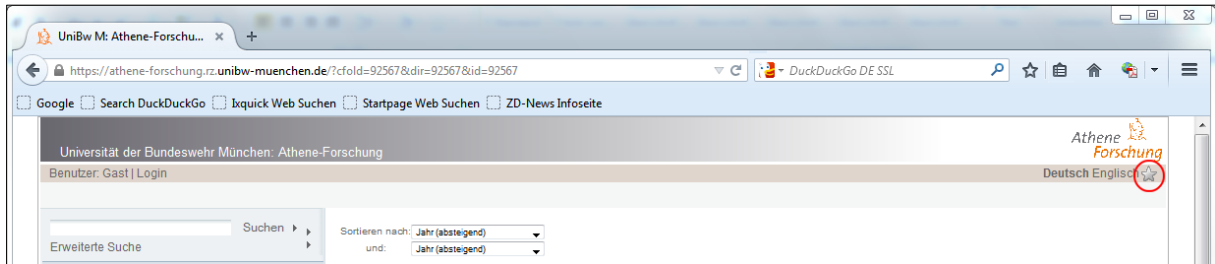 UniBw M: Athene-Forschu...
https://athene-forschung.rz.unibw-muenchen.de/?cfold=92567&dir=92567&id=92567 DuckDuckGo DE SSL
Google Search DuckDuckGo Ixquick Web Suchen Startpage Web Suchen ZD-News Infoseite
Athene
Forschung
Universität der Bundeswehr München: Athene-Forschung
Benutzer: Gast | Login Deutsch Englisch
Suchen
Erweiterte Suche
Sortieren nach: Jahr (absteigend)
und: Jahr (absteigend)